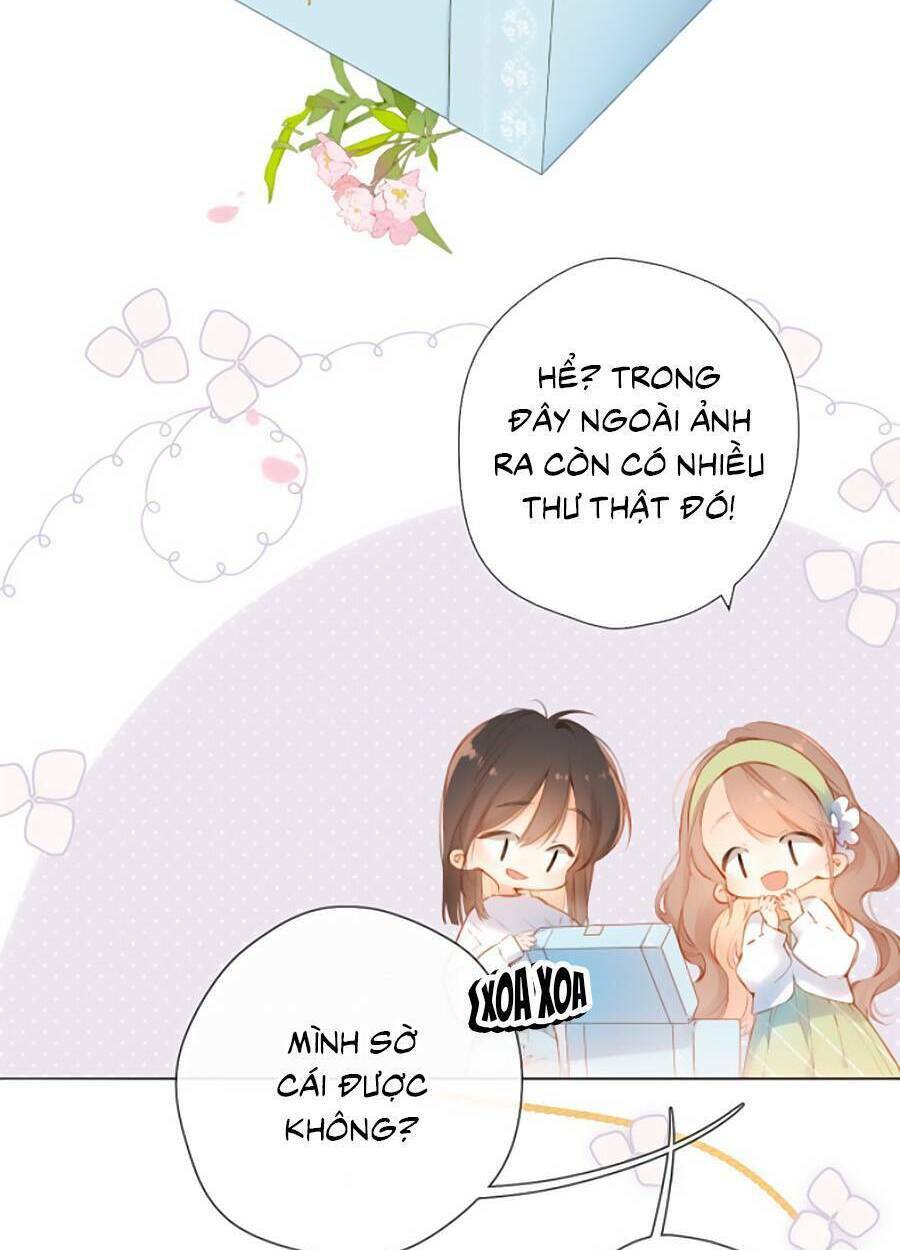 HỂ? TRONG
ĐÂY NGOÀI ẢNH
RA CÒN CÓ NHIỀU
THƯ THẬT ĐÓ!
XOA XOA
MÌNH SỜ
CÁI ĐƯỢC
KHÔNG?